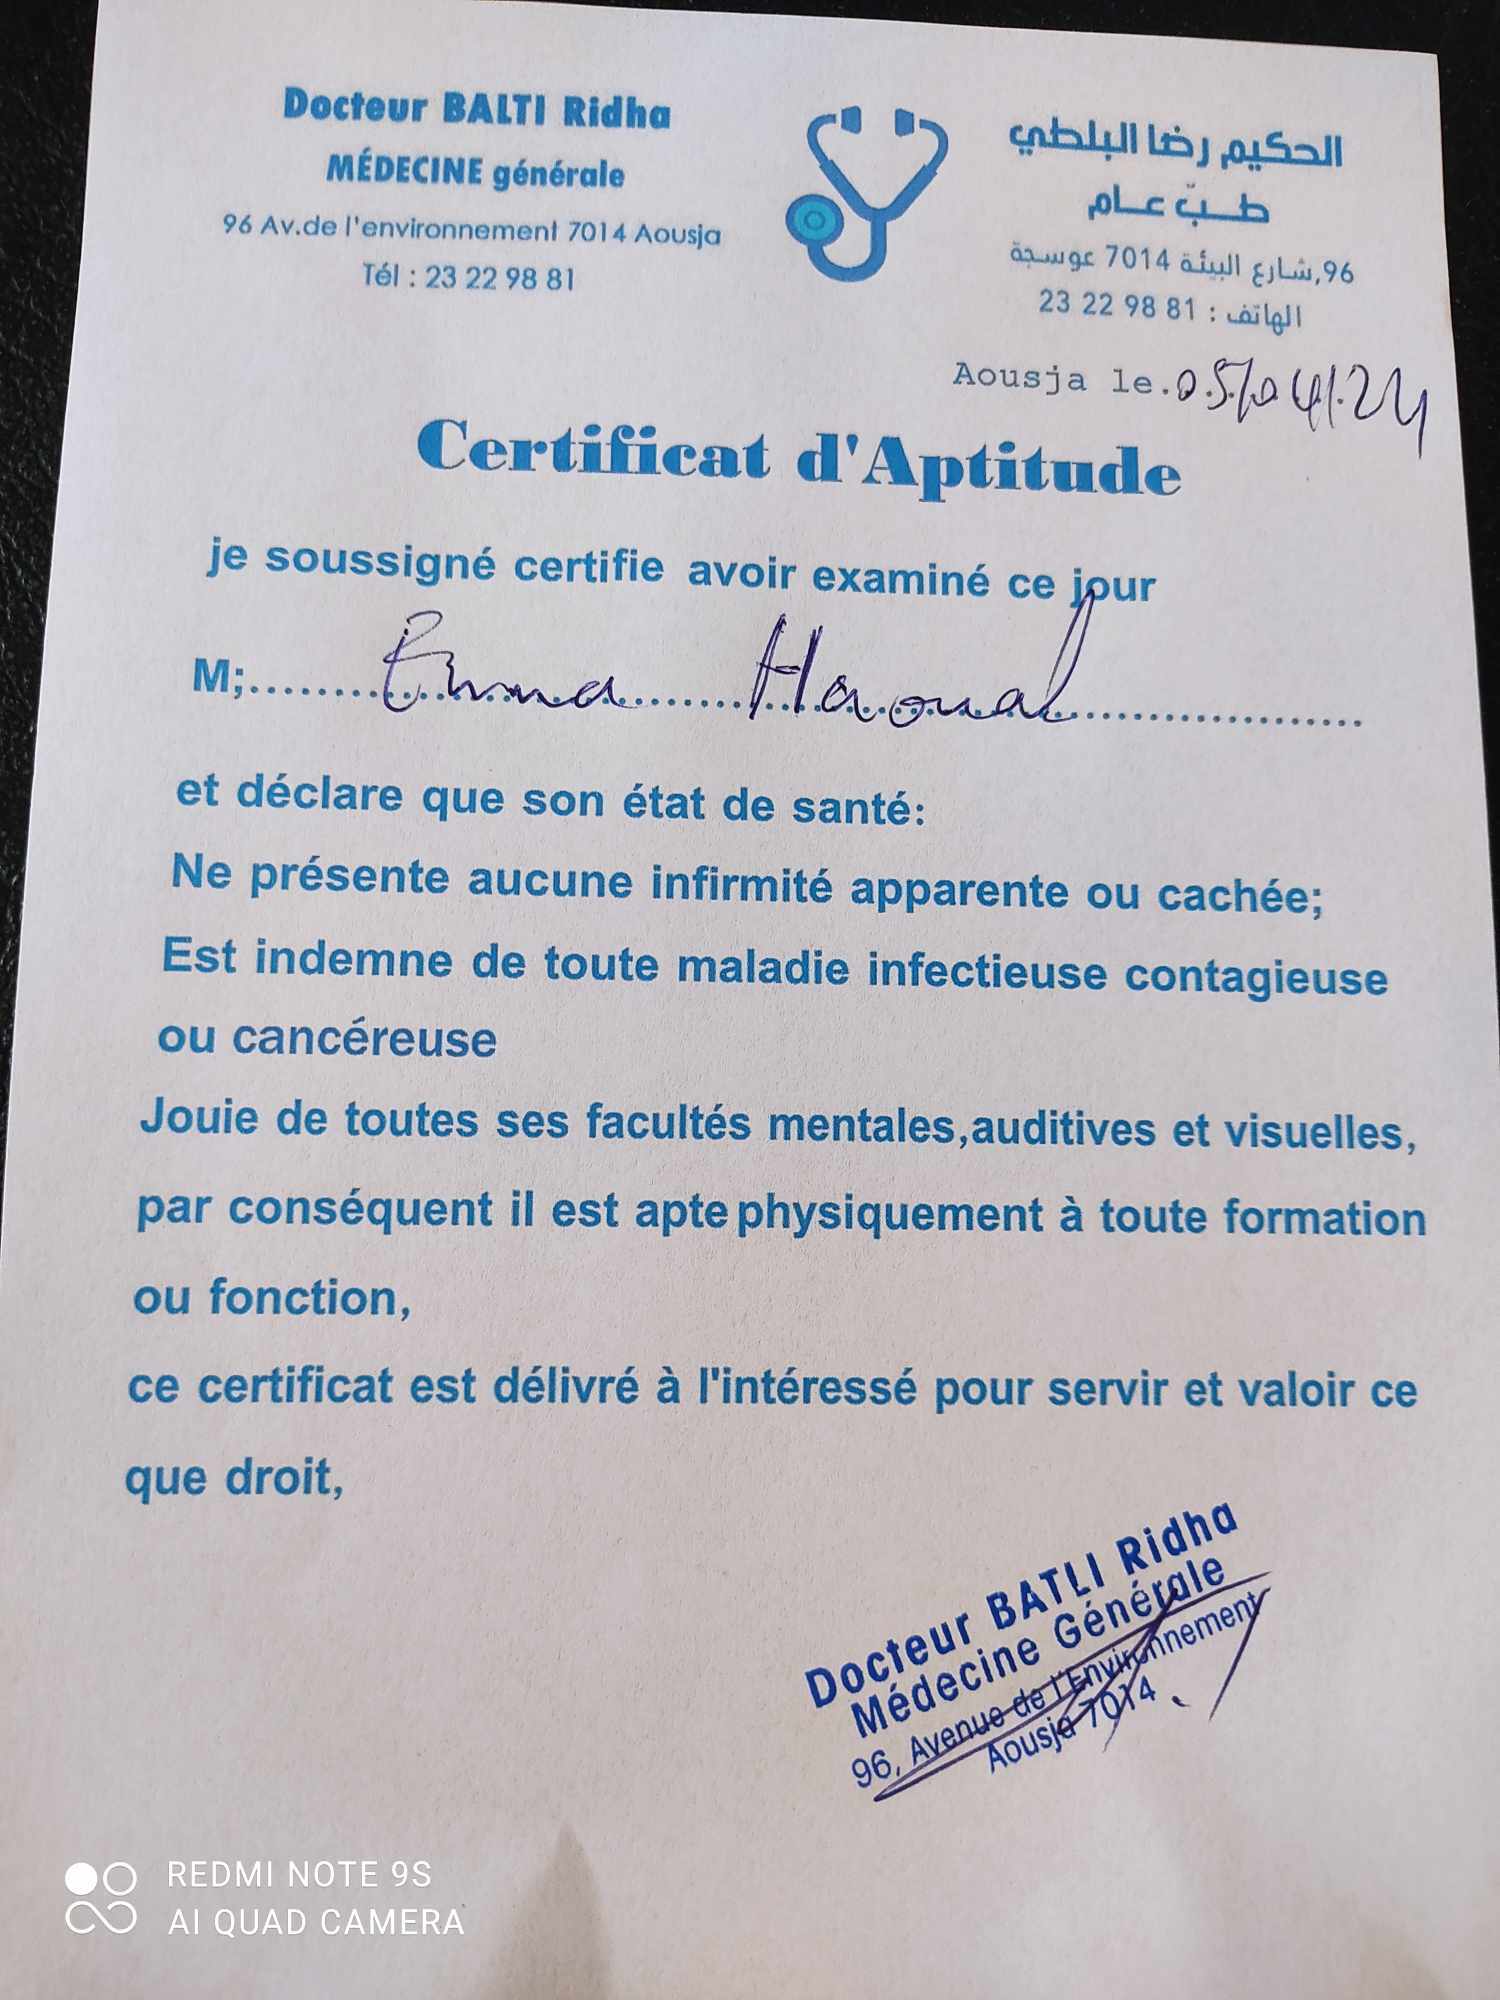 Docteur BALTI Ridha
MÉDECINE générale
96 Av.de l'environnement 7014 Aousja
Tél : 23 22 98 81
الحكيم رضا البلطي
طـب عـام
96,شارع البيئة 7014 عوسجة
الهاتف : 23 22 98 81
Aousja le.05/04/24
Certificat d'Aptitude
je soussigné certifie avoir examiné ce jour
M;.......... Emna Haoual ..........
et déclare que son état de santé:
Ne présente aucune infirmité apparente ou cachée;
Est indemne de toute maladie infectieuse contagieuse
ou cancéreuse
Jouie de toutes ses facultés mentales,auditives et visuelles,
par conséquent il est apte physiquement à toute formation
ou fonction,
ce certificat est délivré à l'intéressé pour servir et valoir ce
que droit,
Docteur BATLI Ridha
Médecine Générale
96, Avenue de l'Environnement
Aousja 7014
REDMI NOTE 9S
AI QUAD CAMERA